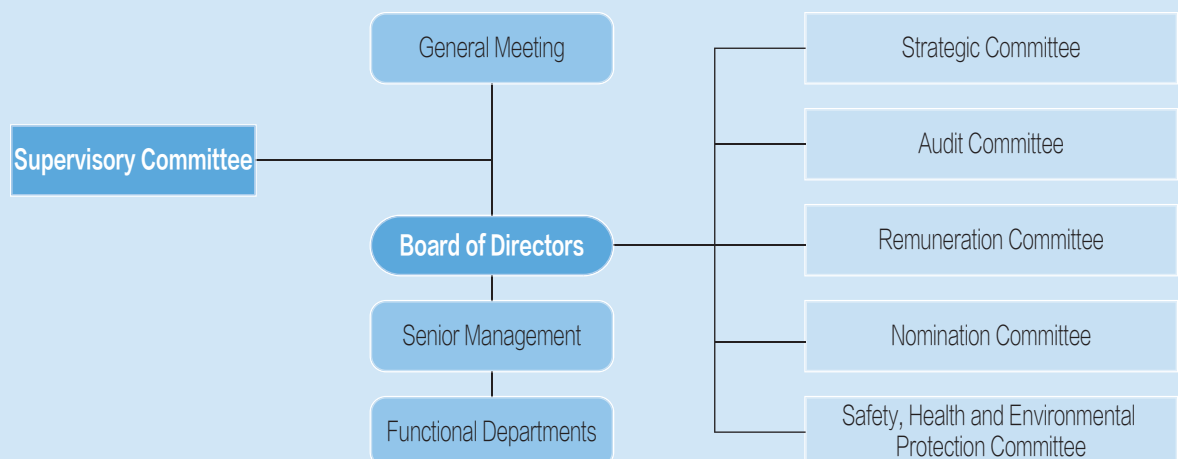 General Meeting
Supervisory Committee
Board of Directors
Senior Management
Functional Departments
Strategic Committee
Audit Committee
Remuneration Committee
Nomination Committee
Safety, Health and Environmental
Protection Committee